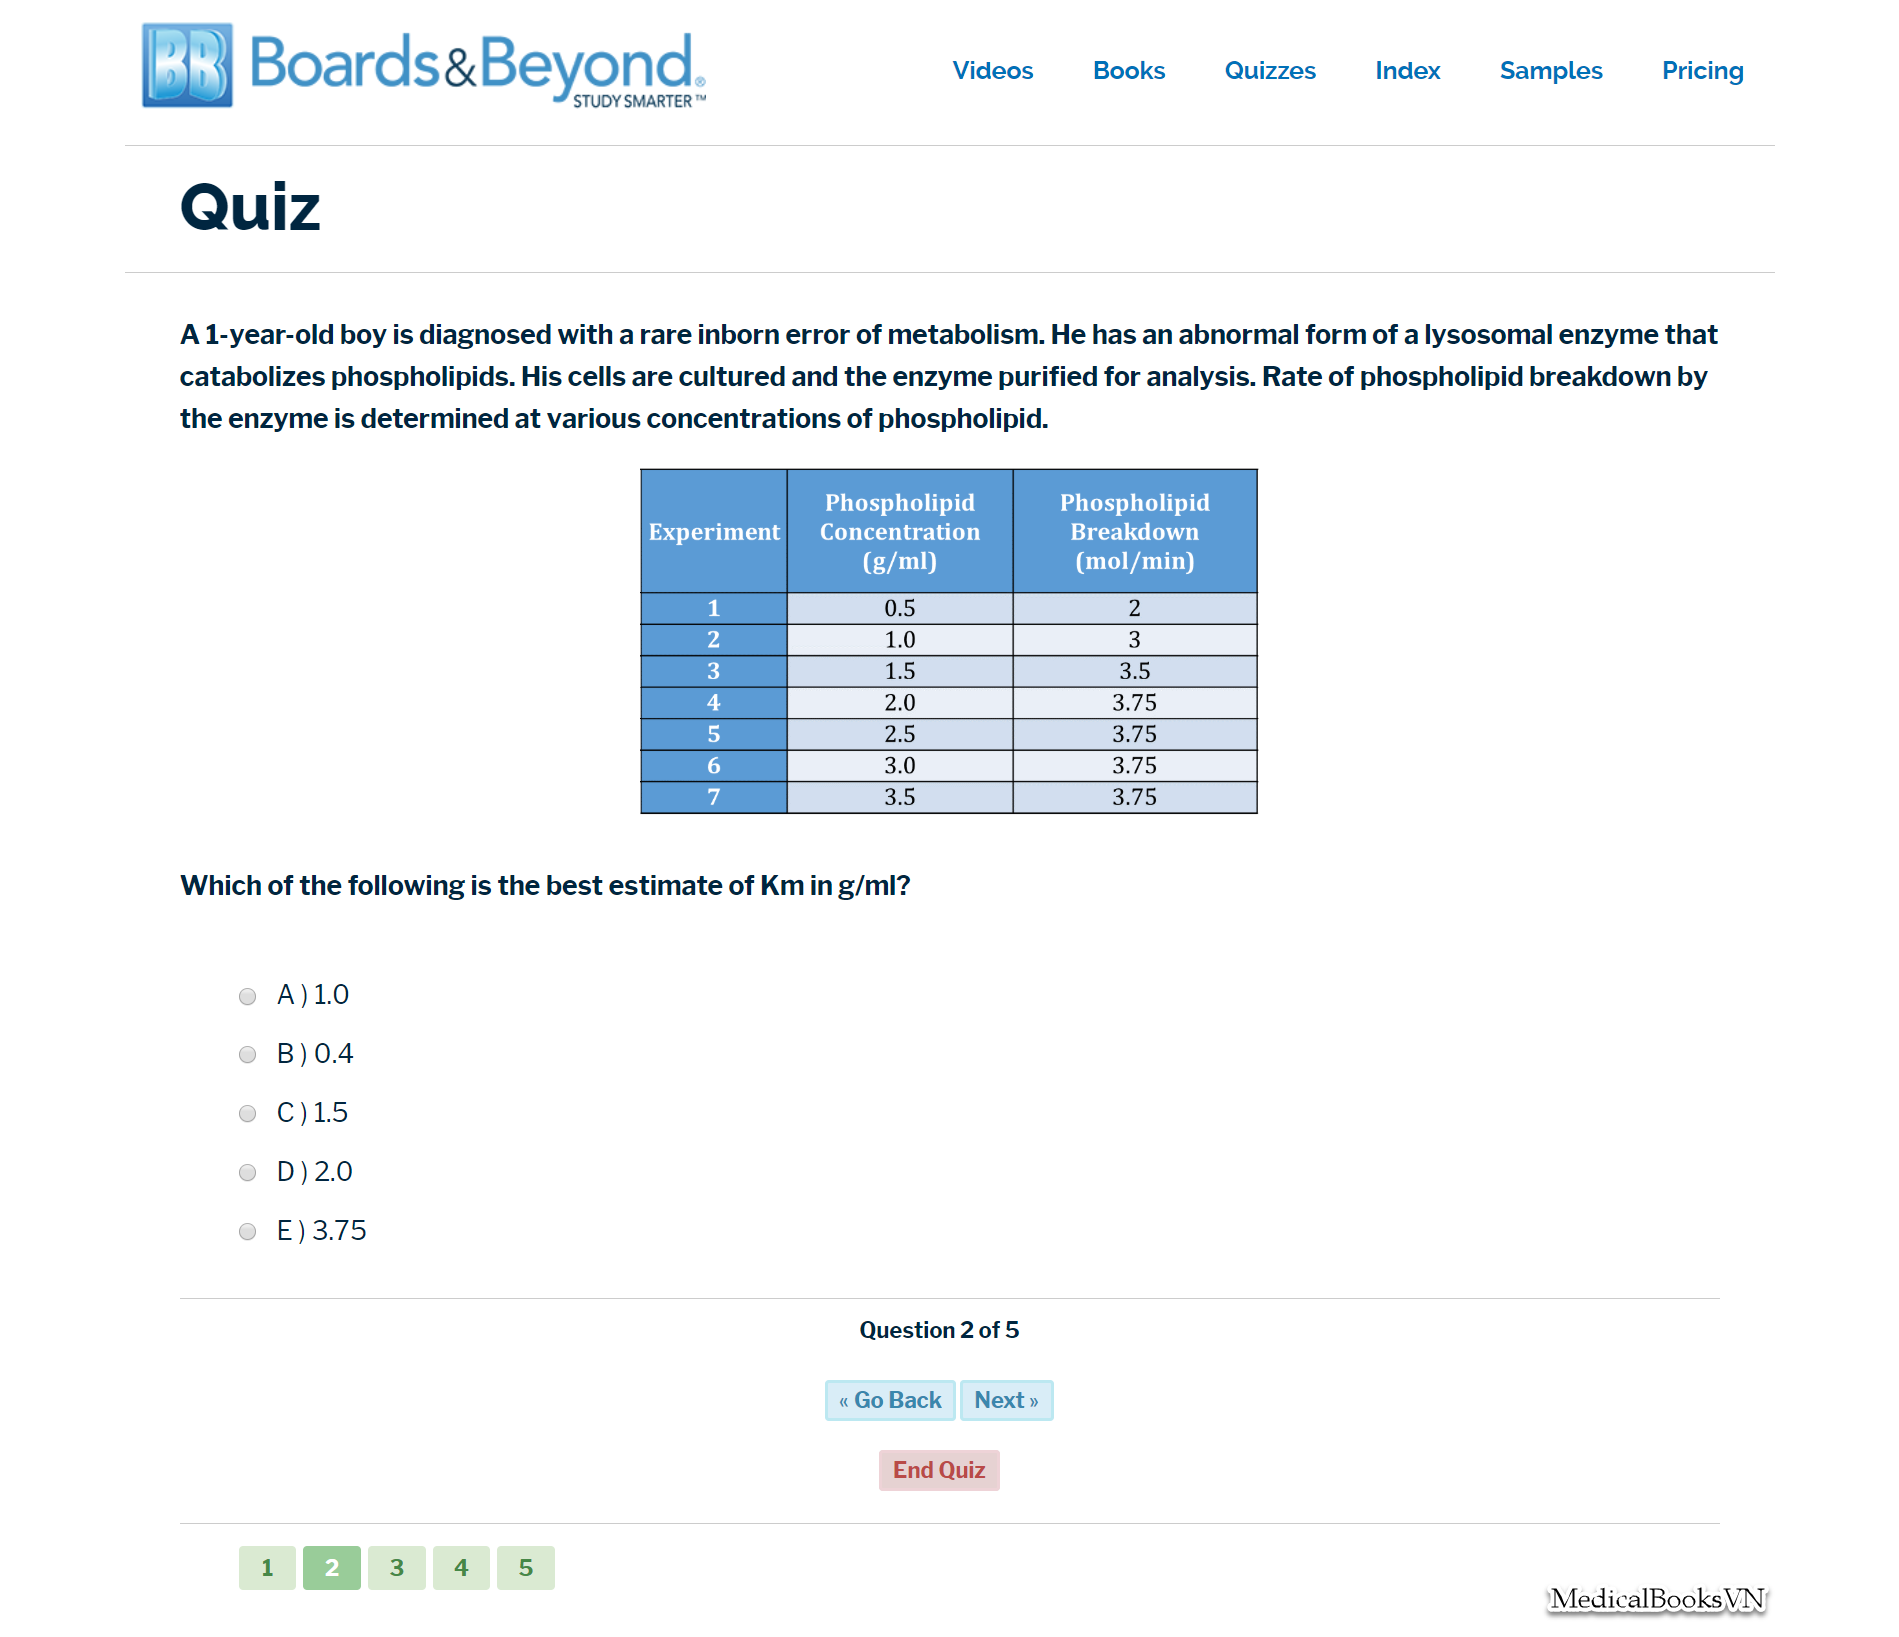 BB Boards&Beyond®
STUDY SMARTER™
Videos Books Quizzes Index Samples Pricing
Quiz
A 1-year-old boy is diagnosed with a rare inborn error of metabolism. He has an abnormal form of a lysosomal enzyme that
catabolizes phospholipids. His cells are cultured and the enzyme purified for analysis. Rate of phospholipid breakdown by
the enzyme is determined at various concentrations of phospholipid.
Experiment Phospholipid Concentration (g/ml) Phospholipid Breakdown (mol/min)
1 0.5 2
2 1.0 3
3 1.5 3.5
4 2.0 3.75
5 2.5 3.75
6 3.0 3.75
7 3.5 3.75
Which of the following is the best estimate of Km in g/ml?
A ) 1.0
B ) 0.4
C ) 1.5
D ) 2.0
E ) 3.75
Question 2 of 5
« Go Back Next »
End Quiz
1 2 3 4 5
MedicalBooksVN